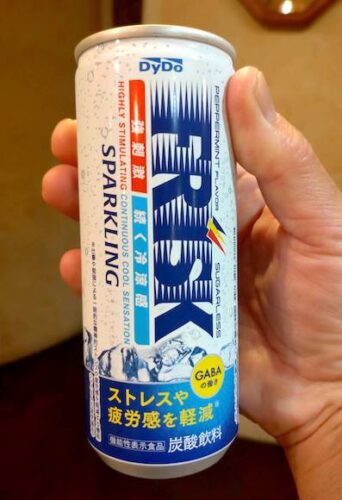 DyDo
PEPPERMINT FLAVOR
ERISK
SUGARLESS
強刺激 続く冷涼感
HIGHLY STIMULATING CONTINUOUS COOL SENSATION
SPARKLING
GABA
の働き
ストレスや
疲労感を軽減※
機能性表示食品 炭酸飲料